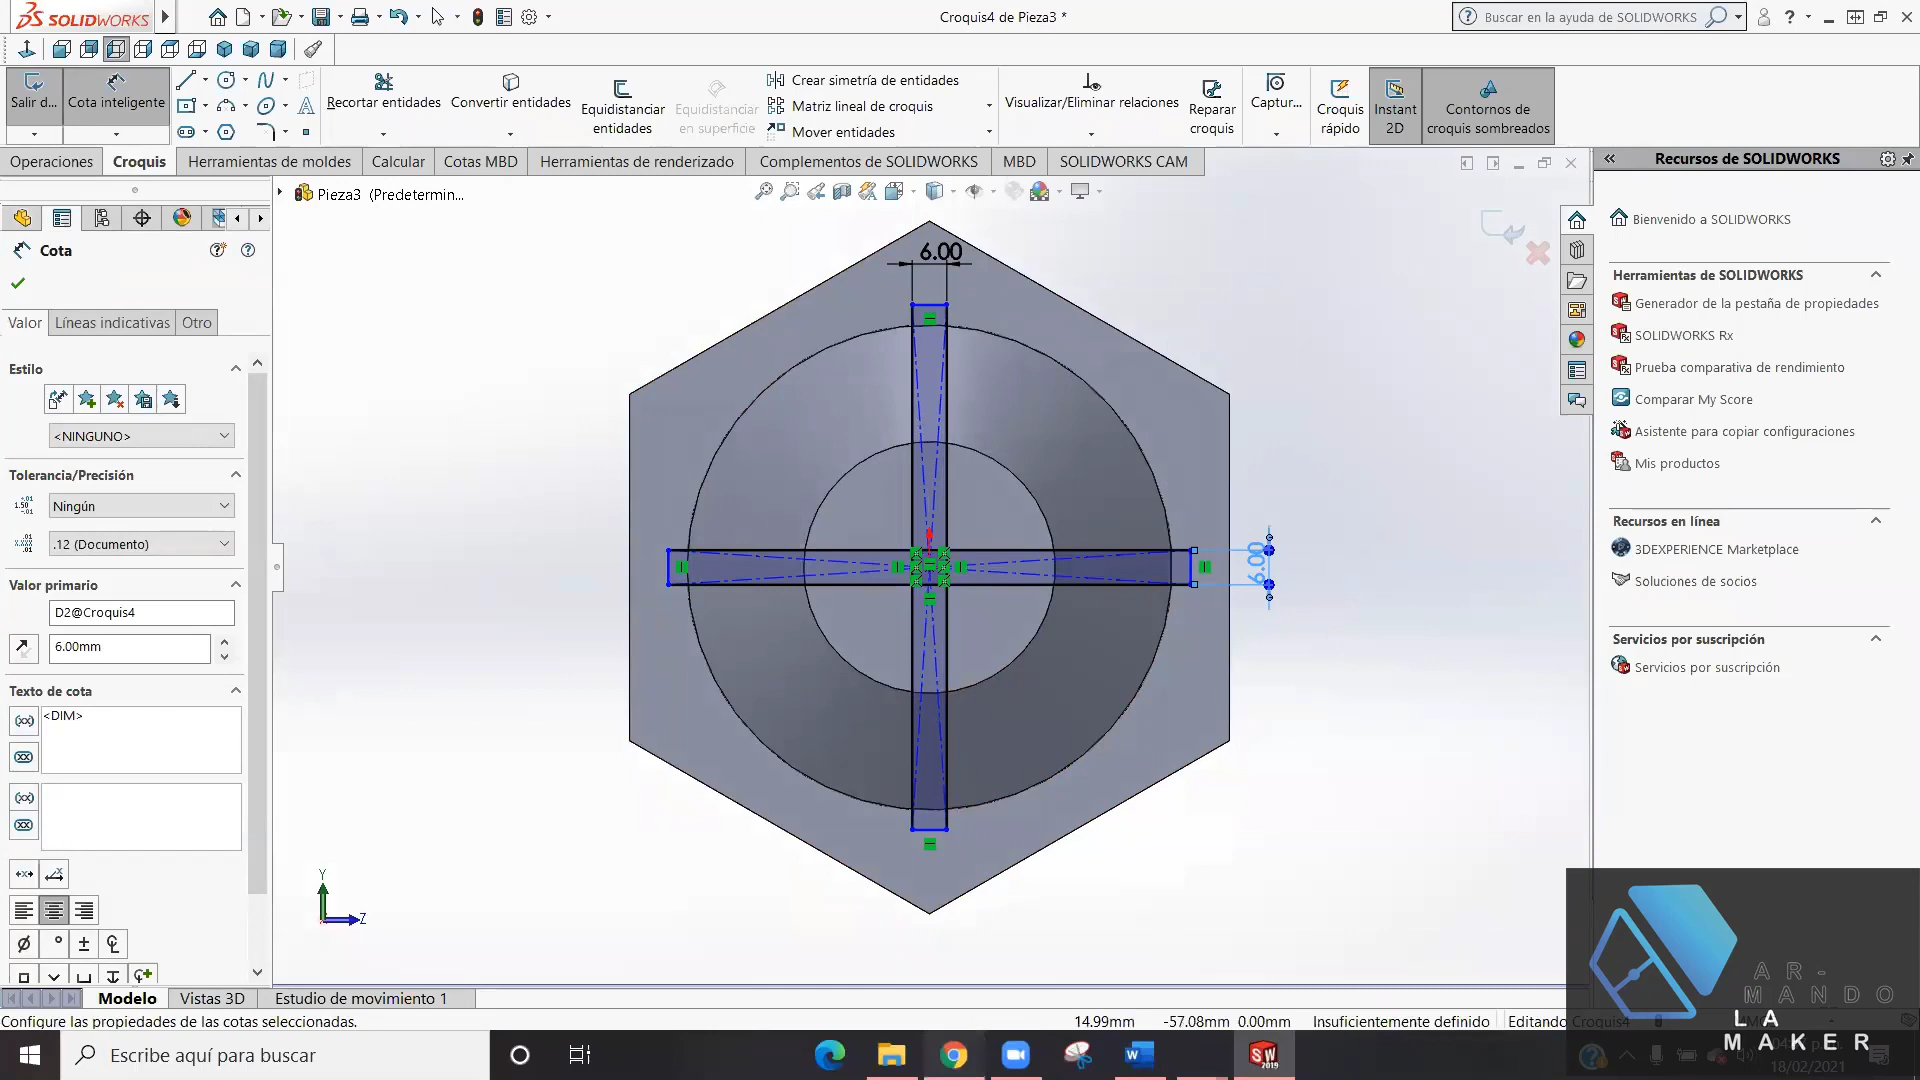 SOLIDWORKS
Croquis4 de Pieza3 *
Buscar en la ayuda de SOLIDWORKS
Salir d...
Cota inteligente
Recortar entidades
Convertir entidades
Equidistanciar
entidades
Equidistanciar
en superficie
Crear simetría de entidades
Matriz lineal de croquis
Mover entidades
Visualizar/Eliminar relaciones
Reparar
croquis
Captur...
Croquis
rápido
Instant
2D
Contornos de
croquis sombreados
Operaciones
Croquis
Herramientas de moldes
Calcular
Cotas MBD
Herramientas de renderizado
Complementos de SOLIDWORKS
MBD
SOLIDWORKS CAM
Recursos de SOLIDWORKS
Pieza3 (Predetermin...
Cota
Valor
Líneas indicativas
Otro
Estilo
<NINGUNO>
Tolerancia/Precisión
Ningún
.12 (Documento)
Valor primario
D2@Croquis4
6.00mm
Texto de cota
<DIM>
6.00
6.00
Y
Z
Bienvenido a SOLIDWORKS
Herramientas de SOLIDWORKS
Generador de la pestaña de propiedades
SOLIDWORKS Rx
Prueba comparativa de rendimiento
Comparar My Score
Asistente para copiar configuraciones
Mis productos
Recursos en línea
3DEXPERIENCE Marketplace
Soluciones de socios
Servicios por suscripción
Servicios por suscripción
Modelo
Vistas 3D
Estudio de movimiento 1
Configure las propiedades de las cotas seleccionadas.
14.99mm
-57.08mm
0.00mm
Insuficientemente definido
Editando Croquis4
AR-
MANDO
LA
MAKER
Escribe aquí para buscar
18/02/2021